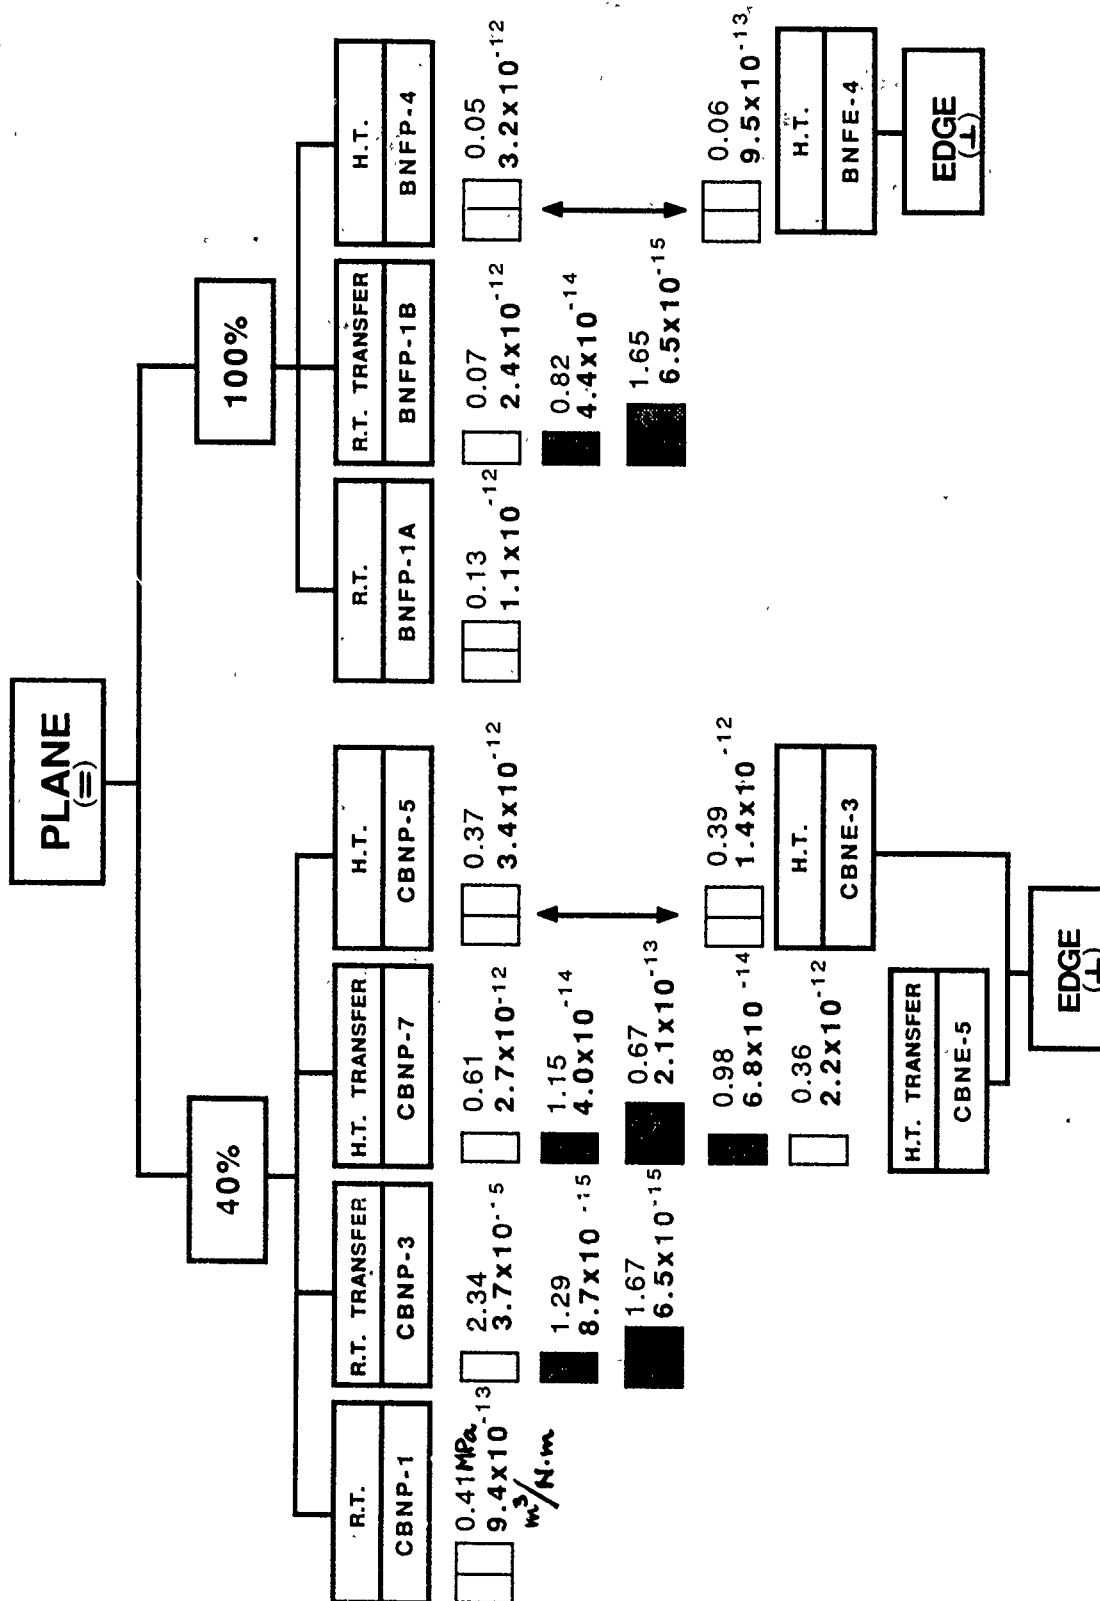 PLANE
(=)
40%
100%
R.T.
CBNP-1
R.T. TRANSFER
CBNP-3
H.T. TRANSFER
CBNP-7
H.T.
CBNP-5
R.T.
BNFP-1A
R.T. TRANSFER
BNFP-1B
H.T.
BNFP-4
0.41 MPa
9.4x10-13
m3/N·m
2.34
3.7x10-15
1.29
8.7x10-15
1.67
6.5x10-15
0.61
2.7x10-12
1.15
4.0x10-14
0.67
2.1x10-13
0.98
6.8x10-14
0.36
2.2x10-12
0.37
3.4x10-12
0.39
1.4x10-12
0.13
1.1x10-12
0.07
2.4x10-12
0.82
4.4x10-14
1.65
6.5x10-15
0.05
3.2x10-12
0.06
9.5x10-13
H.T. TRANSFER
CBNE-5
H.T.
CBNE-3
H.T.
BNFE-4
EDGE
(⊥)
EDGE
(⊥)